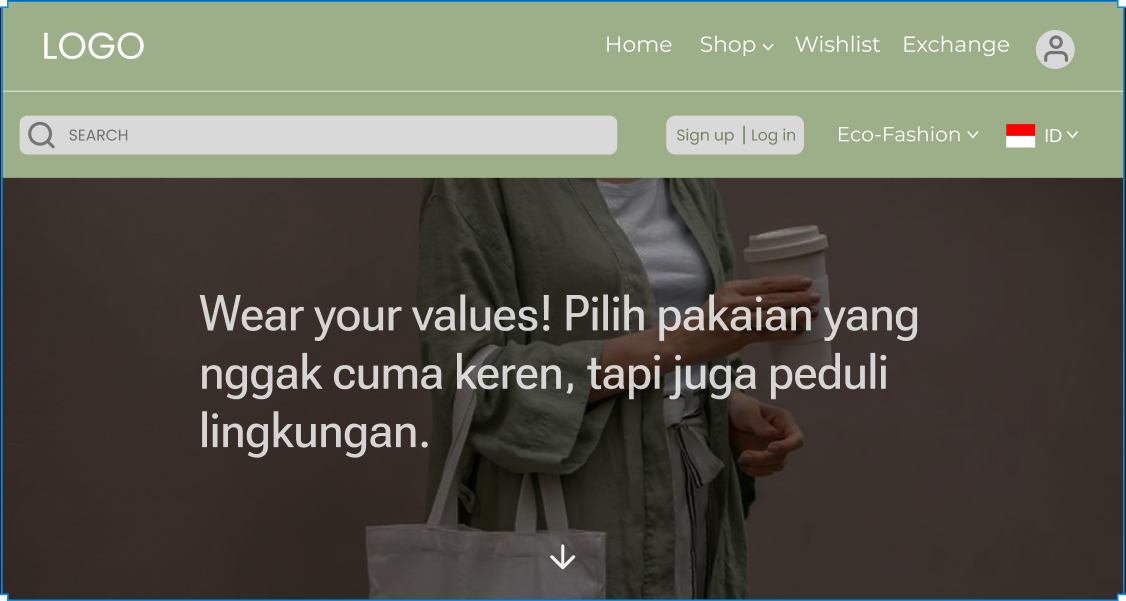 LOGO
Home Shop Wishlist Exchange
SEARCH
Sign up | Log in
Eco-Fashion
ID
Wear your values! Pilih pakaian yang
nggak cuma keren, tapi juga peduli
lingkungan.